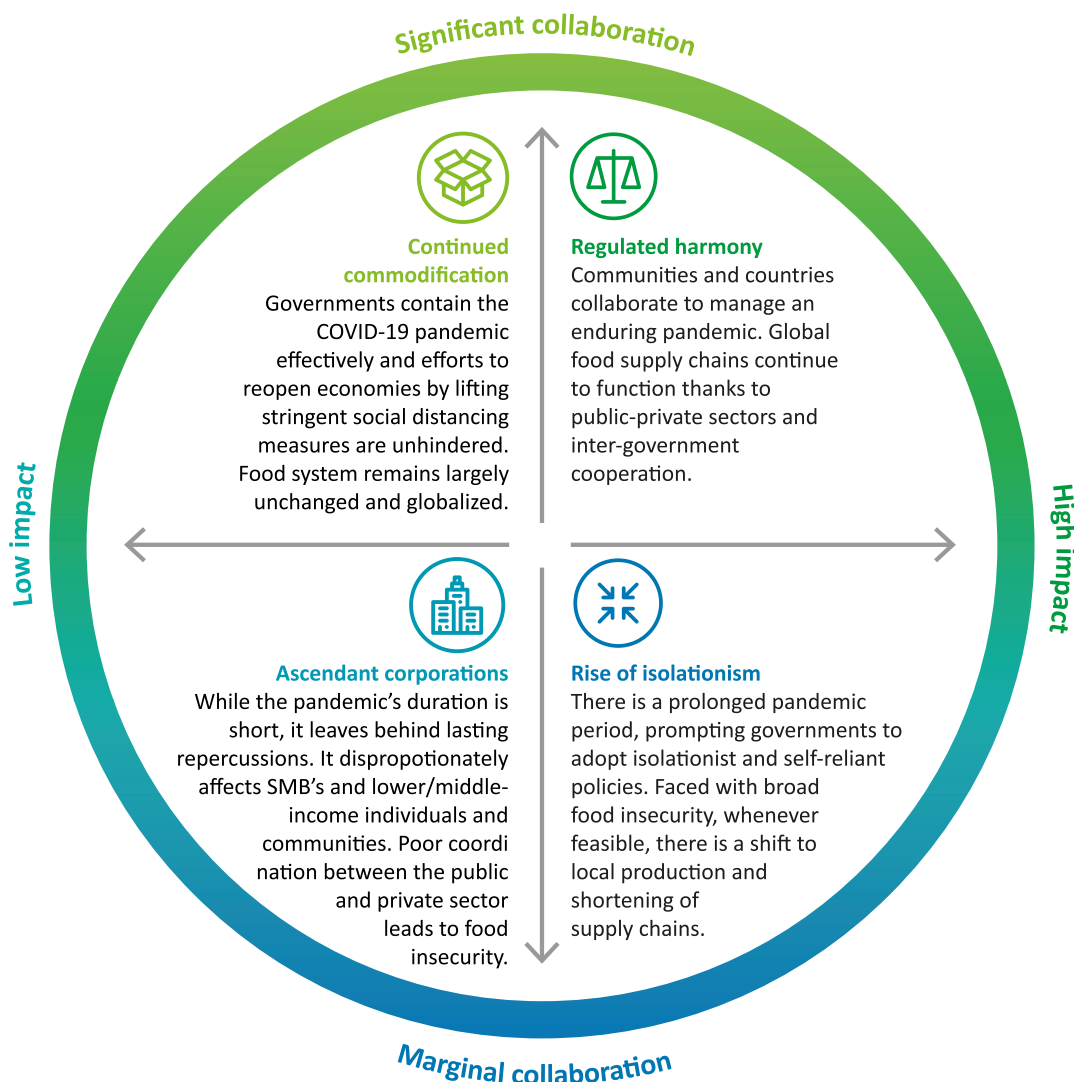 Significant collaboration
Continued
commodification
Governments contain the
COVID-19 pandemic
effectively and efforts to
reopen economies by lifting
stringent social distancing
measures are unhindered.
Food system remains largely
unchanged and globalized.
Regulated harmony
Communities and countries
collaborate to manage an
enduring pandemic. Global
food supply chains continue
to function thanks to
public-private sectors and
inter-government
cooperation.
Low impact
High impact
Ascendant corporations
While the pandemic’s duration is
short, it leaves behind lasting
repercussions. It dispropotionately
affects SMB’s and lower/middle-
income individuals and
communities. Poor coordi
nation between the public
and private sector
leads to food
insecurity.
Rise of isolationism
There is a prolonged pandemic
period, prompting governments to
adopt isolationist and self-reliant
policies. Faced with broad
food insecurity, whenever
feasible, there is a shift to
local production and
shortening of
supply chains.
Marginal collaboration